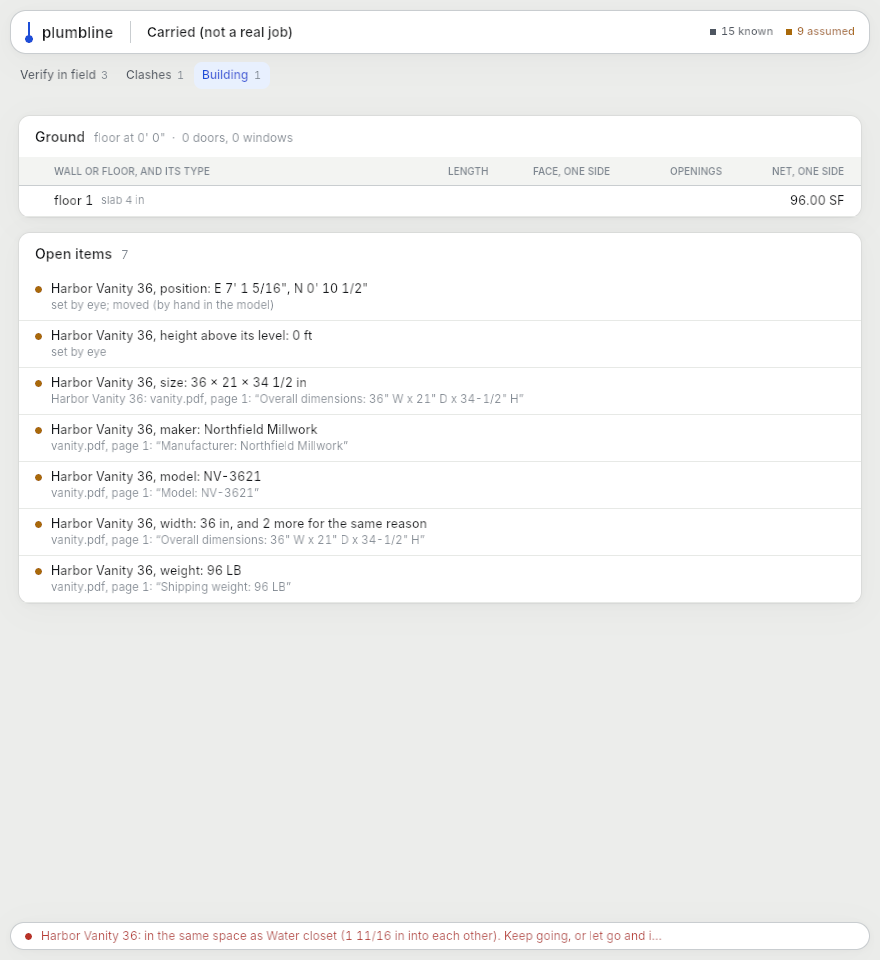 plumbline
Carried (not a real job)
15 known
9 assumed
Verify in field 3
Clashes 1
Building 1
Ground floor at 0' 0" · 0 doors, 0 windows
WALL OR FLOOR, AND ITS TYPE LENGTH FACE, ONE SIDE OPENINGS NET, ONE SIDE
floor 1 slab 4 in 96.00 SF
Open items 7
Harbor Vanity 36, position: E 7' 1 5/16", N 0' 10 1/2"
set by eye; moved (by hand in the model)
Harbor Vanity 36, height above its level: 0 ft
set by eye
Harbor Vanity 36, size: 36 × 21 × 34 1/2 in
Harbor Vanity 36: vanity.pdf, page 1: “Overall dimensions: 36" W x 21" D x 34-1/2" H”
Harbor Vanity 36, maker: Northfield Millwork
vanity.pdf, page 1: “Manufacturer: Northfield Millwork”
Harbor Vanity 36, model: NV-3621
vanity.pdf, page 1: “Model: NV-3621”
Harbor Vanity 36, width: 36 in, and 2 more for the same reason
vanity.pdf, page 1: “Overall dimensions: 36" W x 21" D x 34-1/2" H”
Harbor Vanity 36, weight: 96 LB
vanity.pdf, page 1: “Shipping weight: 96 LB”
Harbor Vanity 36: in the same space as Water closet (1 11/16 in into each other). Keep going, or let go and i...